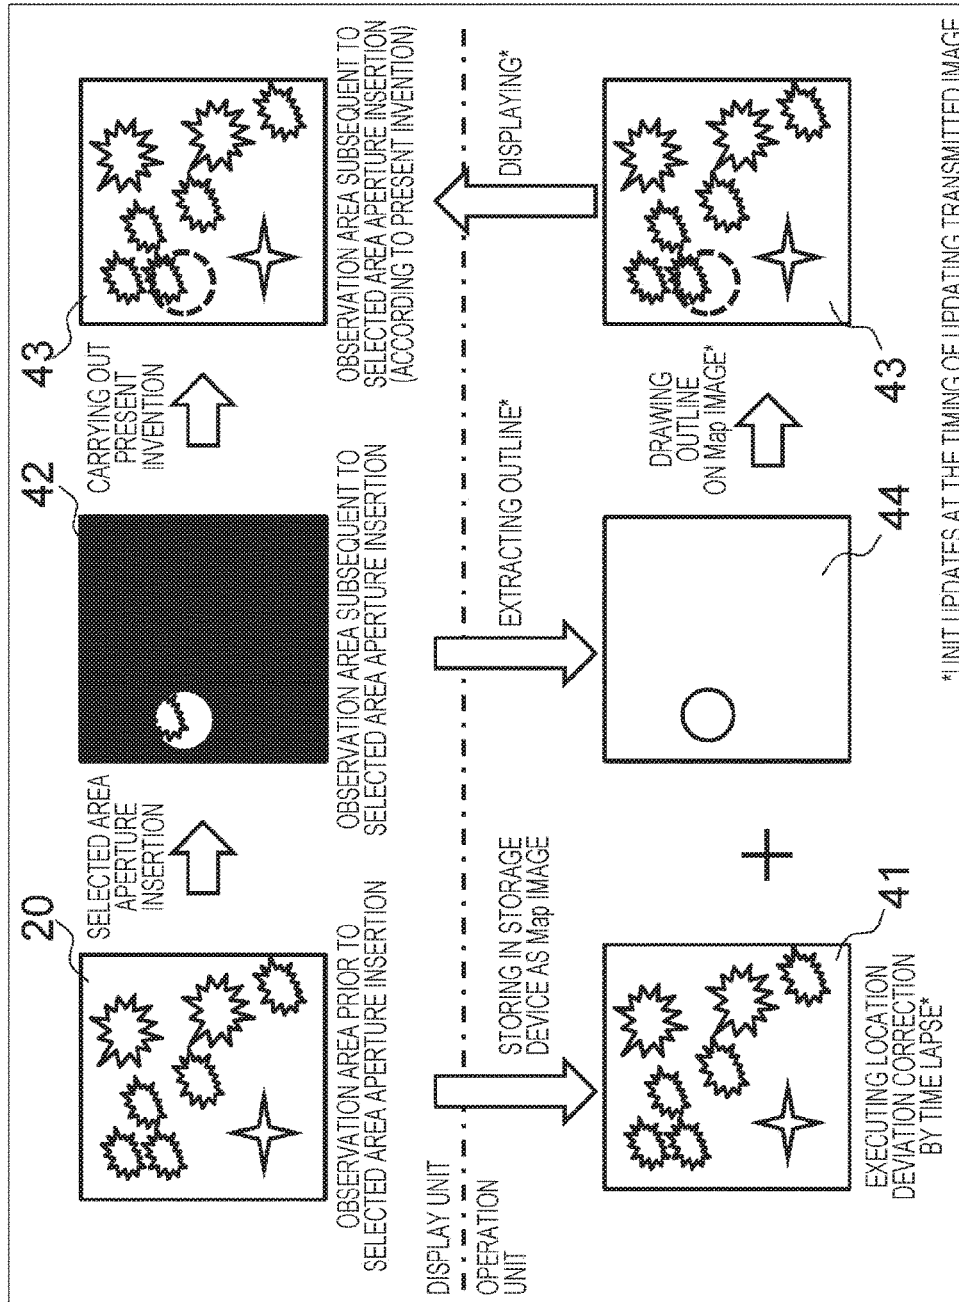 20
SELECTED AREA
APERTURE
INSERTION
42
CARRYING OUT
PRESENT
INVENTION
43
OBSERVATION AREA PRIOR TO
SELECTED AREA APERTURE INSERTION
OBSERVATION AREA SUBSEQUENT TO
SELECTED AREA APERTURE INSERTION
OBSERVATION AREA SUBSEQUENT TO
SELECTED AREA APERTURE INSERTION
(ACCORDING TO PRESENT INVENTION)
DISPLAY UNIT
OPERATION
UNIT
STORING IN STORAGE
DEVICE AS Map IMAGE
EXTRACTING OUTLINE*
DISPLAYING*
+
DRAWING
OUTLINE
ON Map IMAGE*
41
44
43
EXECUTING LOCATION
DEVIATION CORRECTION
BY TIME LAPSE*
*UNIT UPDATES AT THE TIMING OF UPDATING TRANSMITTED IMAGE